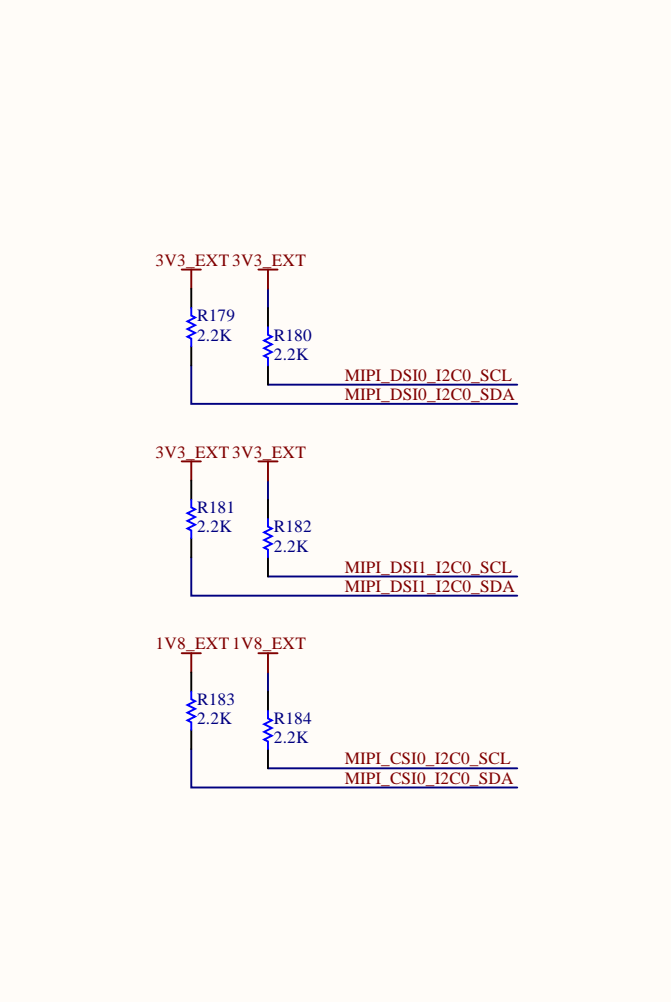 3V3_EXT 3V3_EXT
R179
2.2K
R180
2.2K
MIPI_DSI0_I2C0_SCL
MIPI_DSI0_I2C0_SDA
3V3_EXT 3V3_EXT
R181
2.2K
R182
2.2K
MIPI_DSI1_I2C0_SCL
MIPI_DSI1_I2C0_SDA
1V8_EXT 1V8_EXT
R183
2.2K
R184
2.2K
MIPI_CSI0_I2C0_SCL
MIPI_CSI0_I2C0_SDA